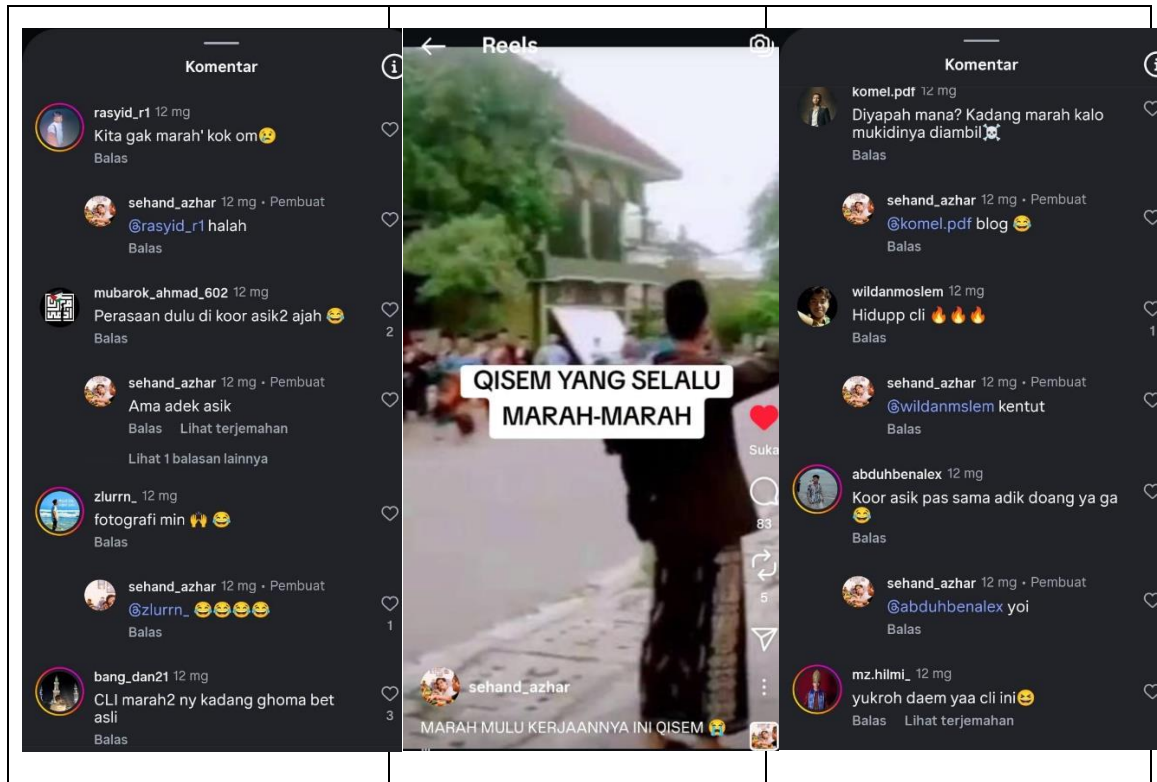 Komentar
rasyid_r1 12 mg
Kita gak marah' kok om😢
Balas
sehand_azhar 12 mg • Pembuat
@rasyid_r1 halah
Balas
mubarok_ahmad_602 12 mg
Perasaan dulu di koor asik2 ajah 😂
2
Balas
sehand_azhar 12 mg • Pembuat
Ama adek asik
Balas Lihat terjemahan
Lihat 1 balasan lainnya
zlurrn_ 12 mg
fotografi min 🙌 😂
Balas
sehand_azhar 12 mg • Pembuat
@zlurrn_ 😂😂😂😂
1
Balas
bang_dan21 12 mg
CLI marah2 ny kadang ghoma bet
asli
3
Balas
Reels
QISEM YANG SELALU
MARAH-MARAH
Suka
83
5
sehand_azhar
MARAH MULU KERJAANNYA INI QISEM 😭
Komentar
komel.pdf 12 mg
Diyapah mana? Kadang marah kalo
mukidinya diambil☠️
Balas
sehand_azhar 12 mg • Pembuat
@komel.pdf blog 😂
Balas
wildanmoslem 12 mg
Hidupp cli 🔥🔥🔥
1
Balas
sehand_azhar 12 mg • Pembuat
@wildanmslem kentut
Balas
abduhbenalex 12 mg
Koor asik pas sama adik doang ya ga
😂
Balas
sehand_azhar 12 mg • Pembuat
@abduhbenalex yoi
Balas
mz.hilmi_ 12 mg
yukroh daem yaa cli ini😆
Balas Lihat terjemahan